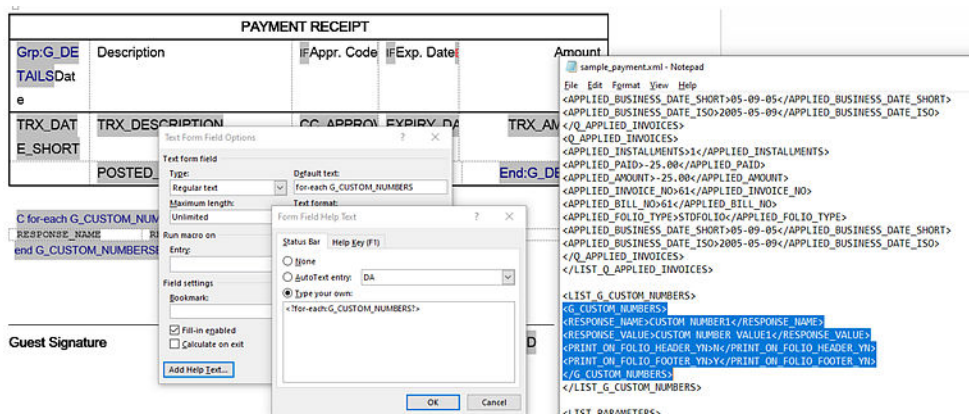 PAYMENT RECEIPT
Grp:G_DE
TAILSDat
e
Description
IFAppr. Code
IFExp. Date
Amount
TRX_DAT
E_SHORT
TRX_DESCRIPTION
CC_APPRO
EXPIRY_DA
TRX_AM
POSTED_
End:G_DE
C for-each G_CUSTOM_NUM
RESPONSE_NAME
end G_CUSTOM_NUMBERS
Guest Signature
D
Text Form Field Options
? ×
Text form field
Type:
Regular text
Default text:
for-each G_CUSTOM_NUMBERS
Maximum length:
Unlimited
Text format:
Run macro on
Entry:
Field settings
Bookmark:
Fill-in enabled
Calculate on exit
Add Help Text...
Form Field Help Text
? ×
Status Bar
Help Key (F1)
None
AutoText entry:
DA
Type your own:
<?for-each:G_CUSTOM_NUMBERS?>
OK
Cancel
sample_payment.xml - Notepad
File Edit Format View Help
<APPLIED_BUSINESS_DATE_SHORT>05-09-05</APPLIED_BUSINESS_DATE_SHORT>
<APPLIED_BUSINESS_DATE_ISO>2005-09-05</APPLIED_BUSINESS_DATE_ISO>
</Q_APPLIED_INVOICES>
<Q_APPLIED_INVOICES>
<APPLIED_INSTALLMENTS>1</APPLIED_INSTALLMENTS>
<APPLIED_PAID>-25.00</APPLIED_PAID>
<APPLIED_AMOUNT>-25.00</APPLIED_AMOUNT>
<APPLIED_INVOICE_NO>61</APPLIED_INVOICE_NO>
<APPLIED_BILL_NO>61</APPLIED_BILL_NO>
<APPLIED_FOLIO_TYPE>STDFOLIO</APPLIED_FOLIO_TYPE>
<APPLIED_BUSINESS_DATE_SHORT>05-09-05</APPLIED_BUSINESS_DATE_SHORT>
<APPLIED_BUSINESS_DATE_ISO>2005-05-09</APPLIED_BUSINESS_DATE_ISO>
</Q_APPLIED_INVOICES>
</LIST_Q_APPLIED_INVOICES>
<LIST_G_CUSTOM_NUMBERS>
<G_CUSTOM_NUMBERS>
<RESPONSE_NAME>CUSTOM NUMBER1</RESPONSE_NAME>
<RESPONSE_VALUE>CUSTOM NUMBER VALUE1</RESPONSE_VALUE>
<PRINT_ON_FOLIO_HEADER_YN>N</PRINT_ON_FOLIO_HEADER_YN>
<PRINT_ON_FOLIO_FOOTER_YN>Y</PRINT_ON_FOLIO_FOOTER_YN>
</G_CUSTOM_NUMBERS>
</LIST_G_CUSTOM_NUMBERS>
<LIST_PARAMETERS>